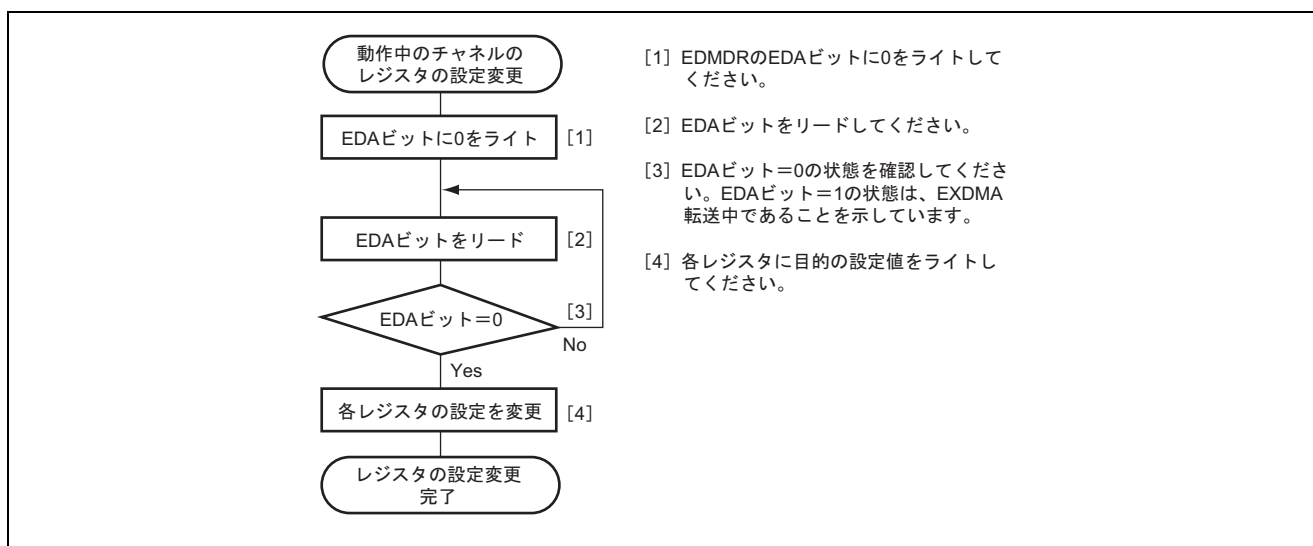 動作中のチャネルの
レジスタの設定変更
EDAビットに0をライト [1]
EDAビットをリード [2]
EDAビット＝0 [3]
No
Yes
各レジスタの設定を変更 [4]
レジスタの設定変更
完了
[1] EDMDRのEDAビットに0をライトして
ください。
[2] EDAビットをリードしてください。
[3] EDAビット＝0の状態を確認してくださ
い。EDAビット＝1の状態は、EXDMA
転送中であることを示しています。
[4] 各レジスタに目的の設定値をライトし
てください。